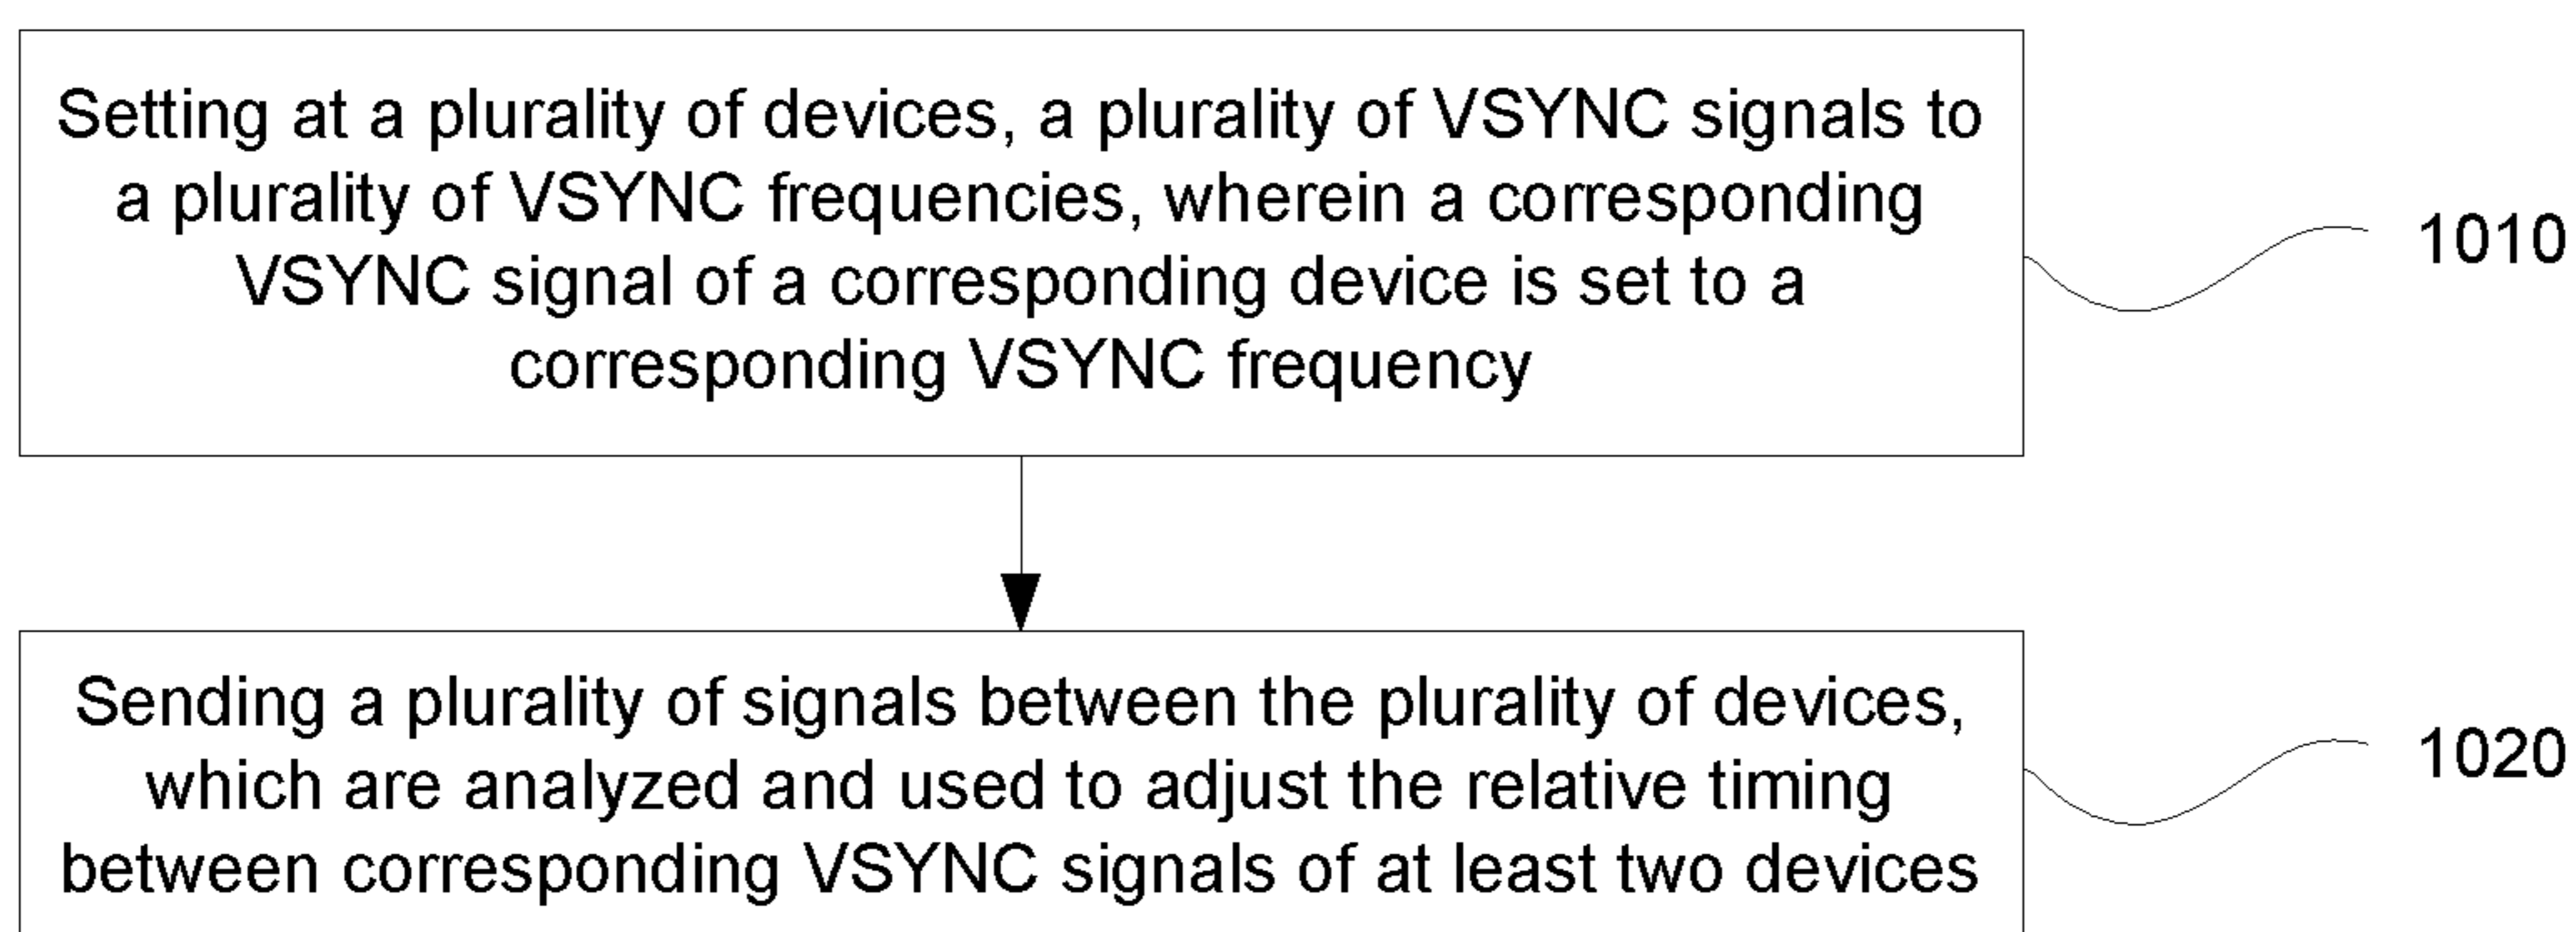 Setting at a plurality of devices, a plurality of VSYNC signals to
a plurality of VSYNC frequencies, wherein a corresponding
VSYNC signal of a corresponding device is set to a
corresponding VSYNC frequency
1010
Sending a plurality of signals between the plurality of devices,
which are analyzed and used to adjust the relative timing
between corresponding VSYNC signals of at least two devices
1020